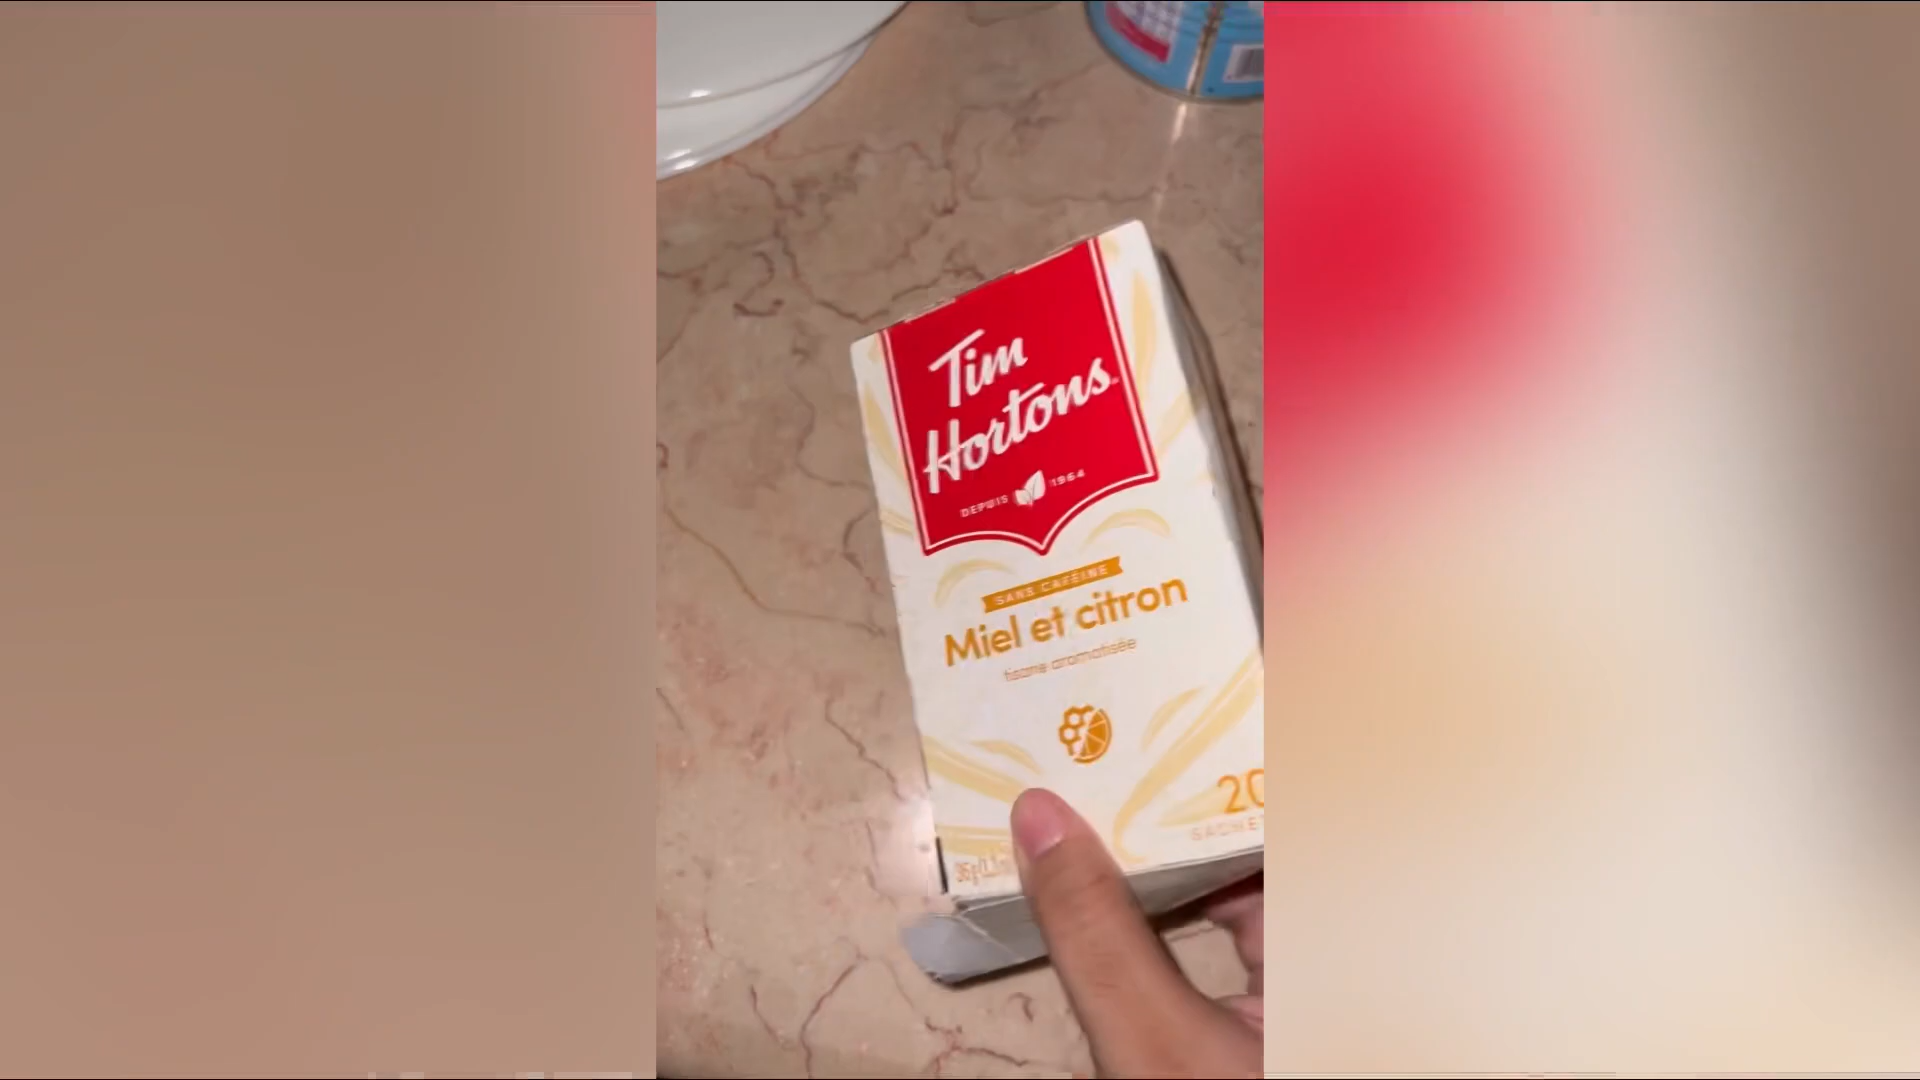 Tim
Hortons
DEPUIS 1964
SANS CAFÉINE
Miel et citron
tisane aromatisée
20